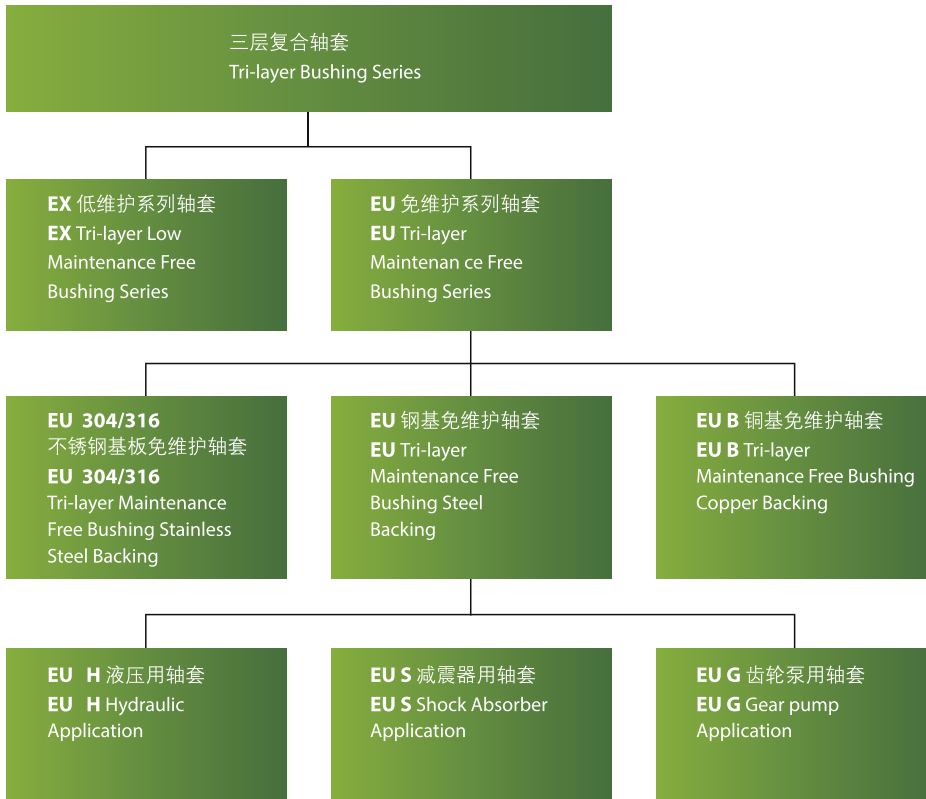 三层复合轴套
Tri-layer Bushing Series
EX 低维护系列轴套
EX Tri-layer Low
Maintenance Free
Bushing Series
EU 免维护系列轴套
EU Tri-layer
Maintenan ce Free
Bushing Series
EU 304/316
不锈钢基板免维护轴套
EU 304/316
Tri-layer Maintenance
Free Bushing Stainless
Steel Backing
EU 钢基免维护轴套
EU Tri-layer
Maintenance Free
Bushing Steel
Backing
EU B 铜基免维护轴套
EU B Tri-layer
Maintenance Free Bushing
Copper Backing
EU H 液压用轴套
EU H Hydraulic
Application
EU S 减震器用轴套
EU S Shock Absorber
Application
EU G 齿轮泵用轴套
EU G Gear pump
Application